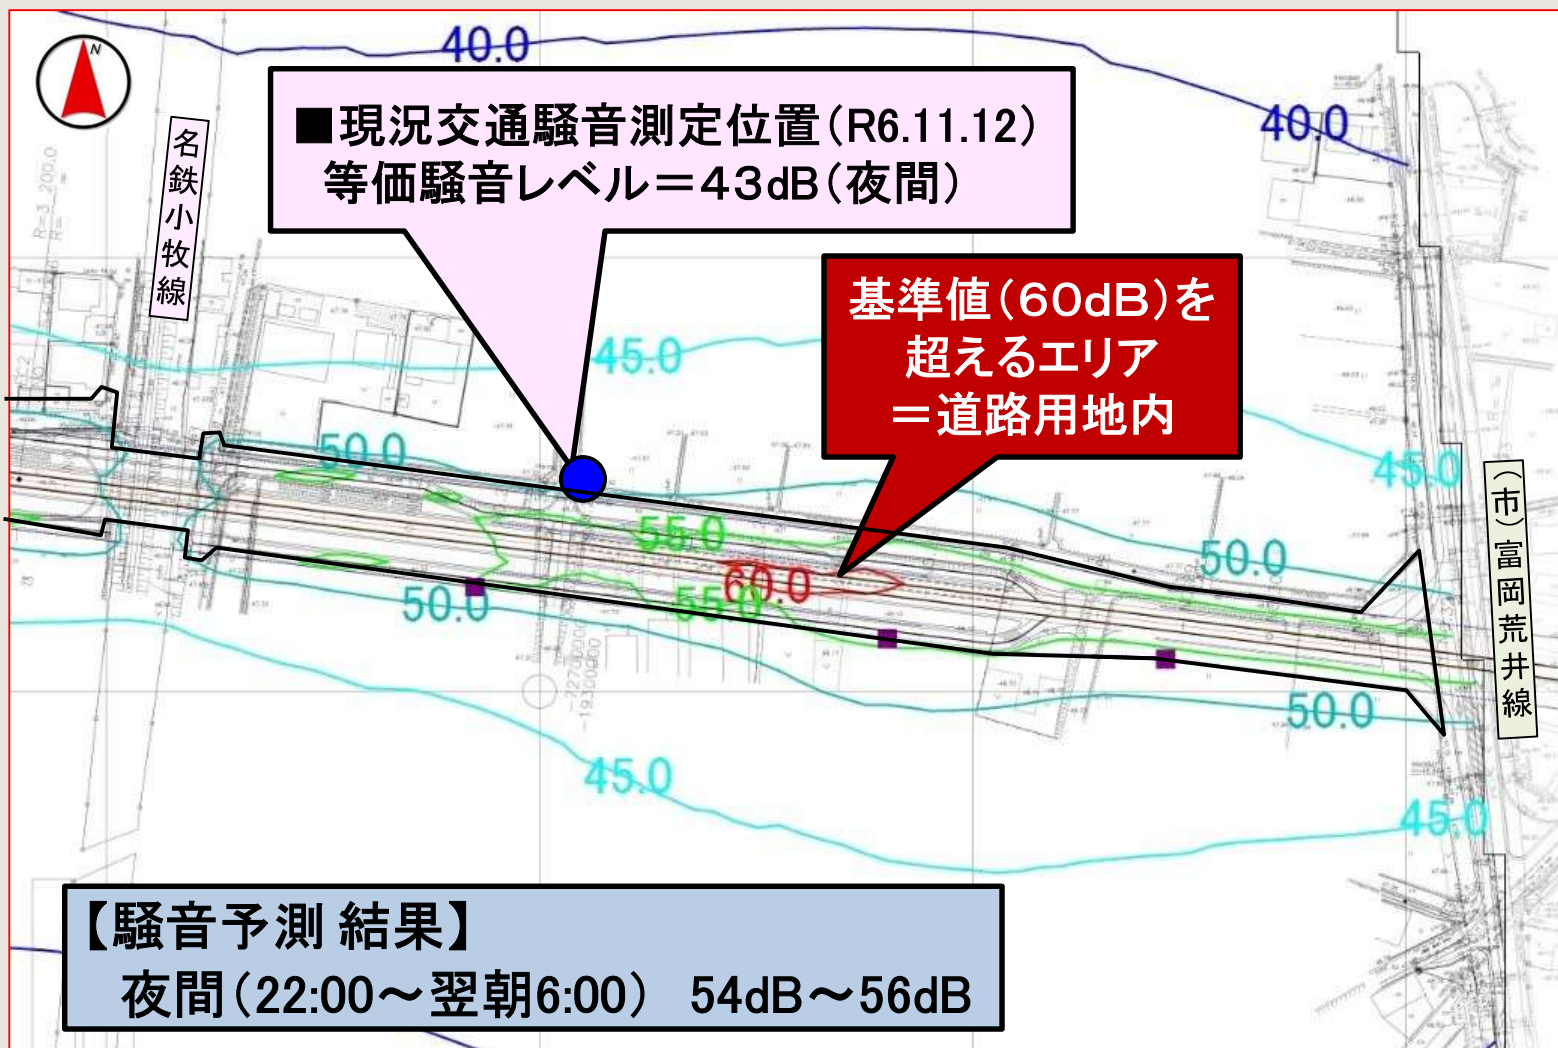 N
40.0
40.0
■現況交通騒音測定位置(R6.11.12)
等価騒音レベル＝43dB(夜間)
名鉄小牧線
R=3,200.0
基準値(60dB)を
超えるエリア
＝道路用地内
45.0
45.0
50.0
55.0
50.0
60.0
55.0
50.0
50.0
45.0
45.0
(市)富岡荒井線
【騒音予測 結果】
夜間(22:00～翌朝6:00) 54dB～56dB